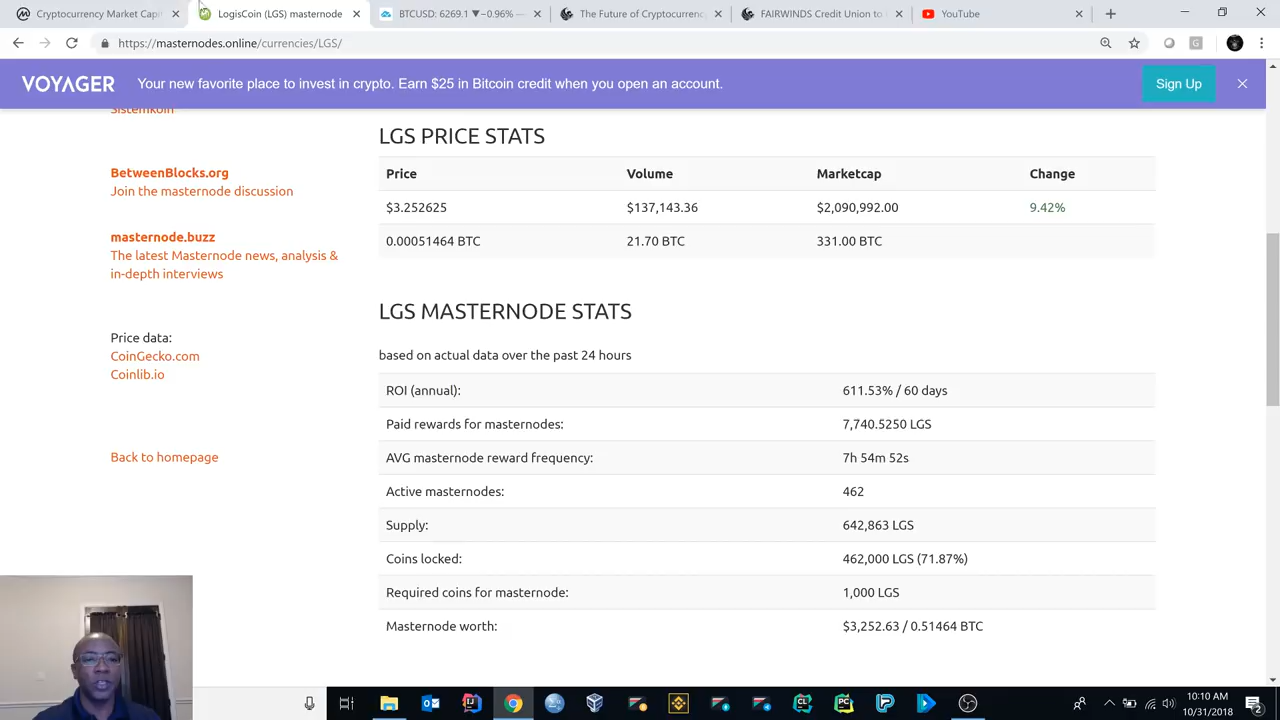 Cryptocurrency Market Capi
LogisCoin (LGS) masternode
BTCUSD: 6269.1 ▼−0.96%
The Future of Cryptocurrency
FAIRWINDS Credit Union to
YouTube
https://masternodes.online/currencies/LGS/
VOYAGER
Your new favorite place to invest in crypto. Earn $25 in Bitcoin credit when you open an account.
Sign Up
Sistemkoin
BetweenBlocks.org
Join the masternode discussion
masternode.buzz
The latest Masternode news, analysis &
in-depth interviews
Price data:
CoinGecko.com
Coinlib.io
Back to homepage
LGS PRICE STATS
Price Volume Marketcap Change
$3.252625 $137,143.36 $2,090,992.00 9.42%
0.00051464 BTC 21.70 BTC 331.00 BTC
LGS MASTERNODE STATS
based on actual data over the past 24 hours
ROI (annual): 611.53% / 60 days
Paid rewards for masternodes: 7,740.5250 LGS
AVG masternode reward frequency: 7h 54m 52s
Active masternodes: 462
Supply: 642,863 LGS
Coins locked: 462,000 LGS (71.87%)
Required coins for masternode: 1,000 LGS
Masternode worth: $3,252.63 / 0.51464 BTC
10:10 AM
10/31/2018